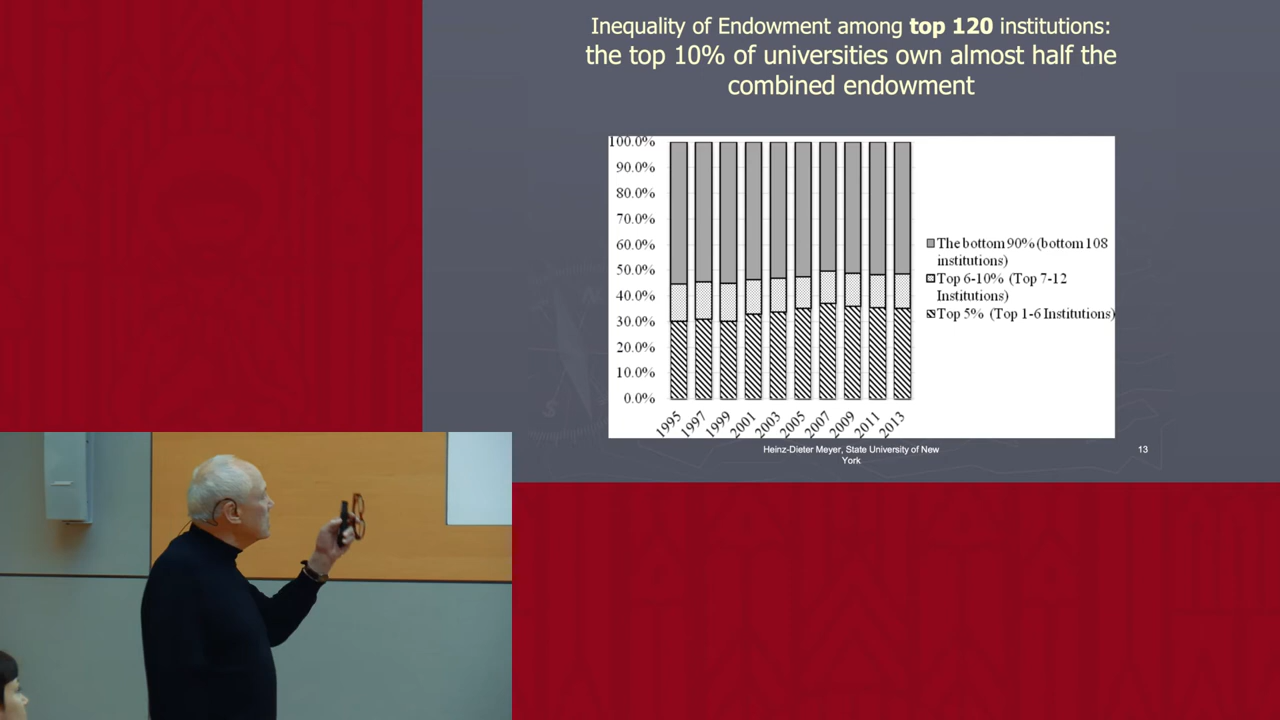 Inequality of Endowment among top 120 institutions:
the top 10% of universities own almost half the
combined endowment
100.0%
90.0%
80.0%
70.0%
60.0%
50.0%
40.0%
30.0%
20.0%
10.0%
0.0%
1995
1997
1999
2001
2003
2005
2007
2009
2011
2013
The bottom 90% (bottom 108
institutions)
Top 6-10% (Top 7-12
Institutions)
Top 5% (Top 1-6 Institutions)
Heinz-Dieter Meyer, State University of New
York
13